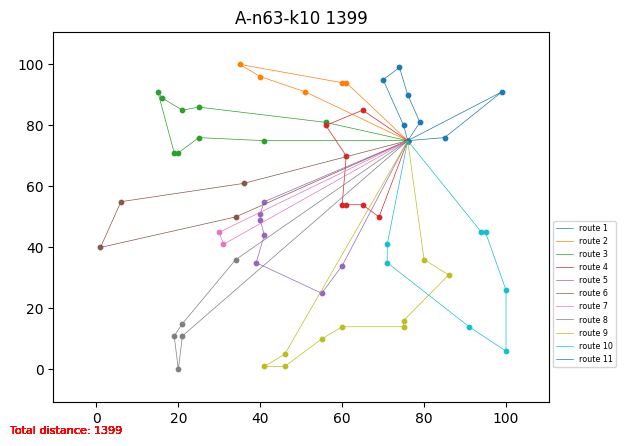 A-n63-k10 1399
100
80
60
40
20
0
0 20 40 60 80 100
route 1
route 2
route 3
route 4
route 5
route 6
route 7
route 8
route 9
route 10
route 11
Total distance: 1399